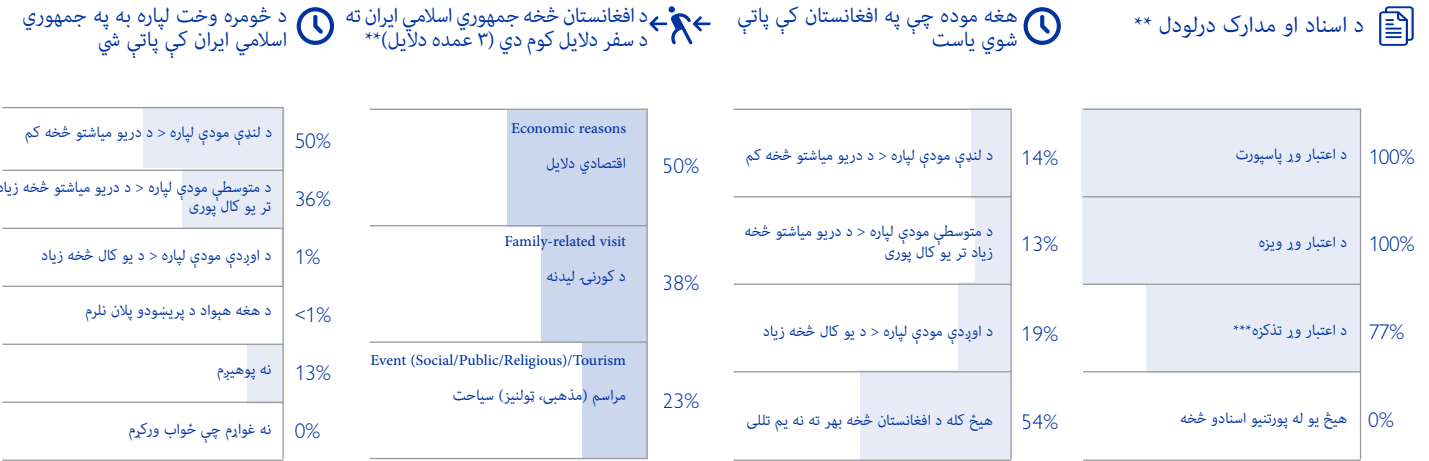 د اسناد او مدارک درلودل **
100% د اعتبار وړ پاسپورت
100% د اعتبار وړ ویزه
77% د اعتبار وړ تذکزه***
0% هیڅ یو له پورتنیو اسنادو څخه
هغه موده چې په افغانستان کې پاتې
شوي یاست
14% د لنډې مودې لپاره < د دریو میاشتو څخه کم
13% د متوسطې مودې لپاره < د دریو میاشتو څخه
زیاد تر یو کال پوری
19% د اوږدې مودې لپاره < د یو کال څخه زیاد
54% هیڅ کله د افغانستان څخه بهر ته نه یم تللی
د افغانستان څخه جمهوري اسلامي ایران ته
د سفر دلایل کوم دي (۳ عمده دلایل)**
Economic reasons
50% اقتصادي دلایل
Family-related visit
38% د کورنۍ لیدنه
Event (Social/Public/Religious)/Tourism
23% مراسم (مذهبی، ټولنیز) سیاحت
د څومره وخت لپاره به په جمهوري
اسلامي ایران کې پاتې شي
50% د لنډې مودې لپاره < د دریو میاشتو څخه کم
36% د متوسطې مودې لپاره < د دریو میاشتو څخه زیاد
تر یو کال پوری
1% د اوږدې مودې لپاره < د یو کال څخه زیاد
<1% د هغه هېواد د پریښودو پلان نلرم
13% نه پوهیږم
0% نه غواړم چې ځواب ورکړم